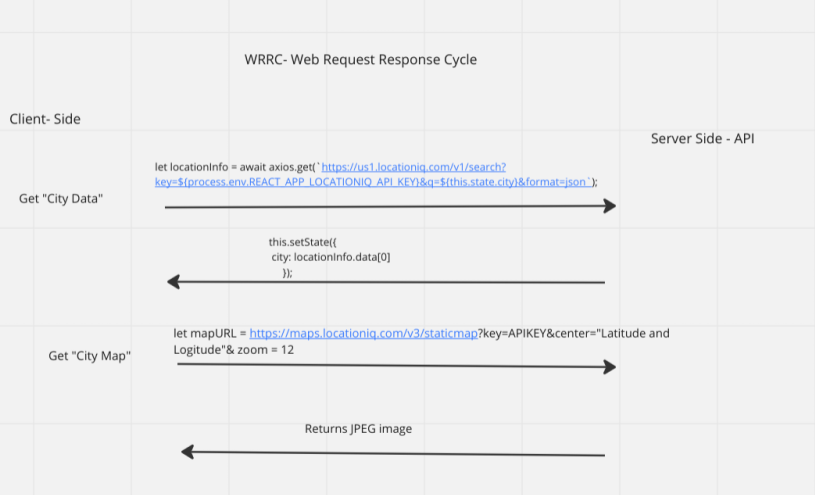 WRRC- Web Request Response Cycle
Client- Side
Server Side - API
let locationInfo = await axios.get(`https://us1.locationiq.com/v1/search?
key=${process.env.REACT_APP_LOCATIONIQ_API_KEY}&q=${this.state.city}&format=json`);
Get "City Data"
this.setState({
city: locationInfo.data[0]
});
let mapURL = https://maps.locationiq.com/v3/staticmap?key=APIKEY&center="Latitude and
Logitude"& zoom = 12
Get "City Map"
Returns JPEG image